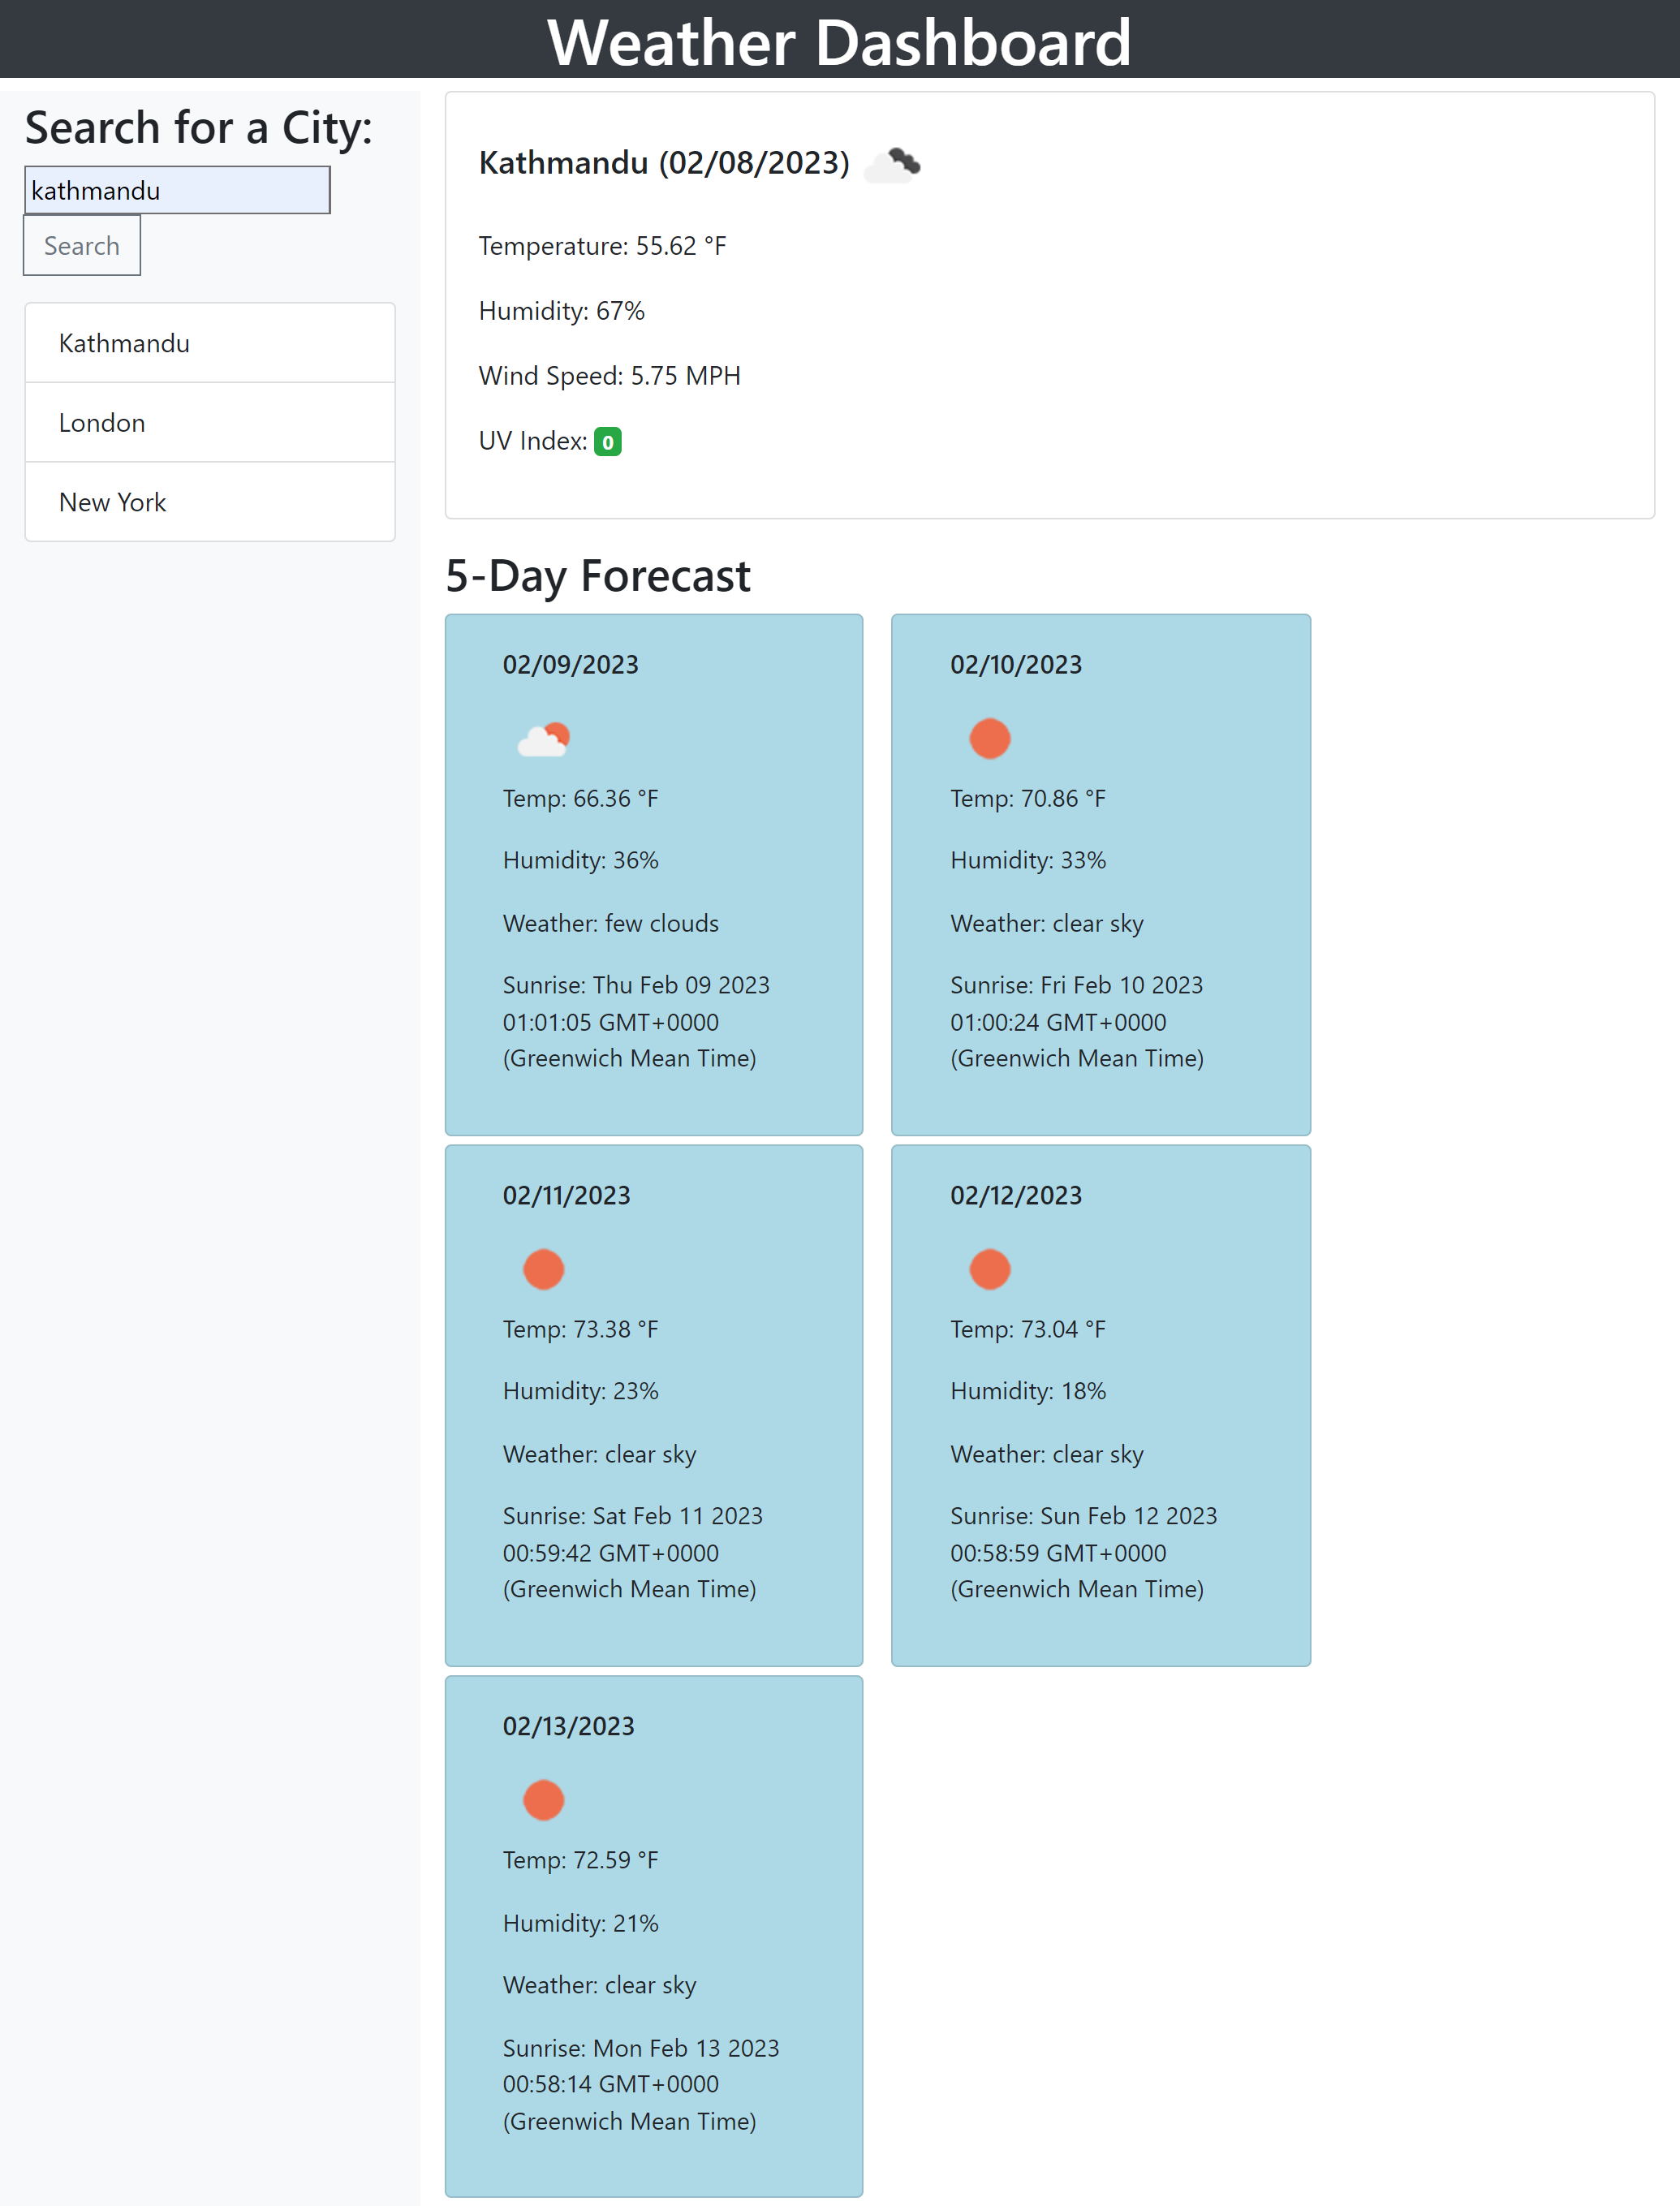 Weather Dashboard
Search for a City:
kathmandu
Search
Kathmandu
London
New York
Kathmandu (02/08/2023)
Temperature: 55.62 °F
Humidity: 67%
Wind Speed: 5.75 MPH
UV Index: 0
5-Day Forecast
02/09/2023
Temp: 66.36 °F
Humidity: 36%
Weather: few clouds
Sunrise: Thu Feb 09 2023
01:01:05 GMT+0000
(Greenwich Mean Time)
02/10/2023
Temp: 70.86 °F
Humidity: 33%
Weather: clear sky
Sunrise: Fri Feb 10 2023
01:00:24 GMT+0000
(Greenwich Mean Time)
02/11/2023
Temp: 73.38 °F
Humidity: 23%
Weather: clear sky
Sunrise: Sat Feb 11 2023
00:59:42 GMT+0000
(Greenwich Mean Time)
02/12/2023
Temp: 73.04 °F
Humidity: 18%
Weather: clear sky
Sunrise: Sun Feb 12 2023
00:58:59 GMT+0000
(Greenwich Mean Time)
02/13/2023
Temp: 72.59 °F
Humidity: 21%
Weather: clear sky
Sunrise: Mon Feb 13 2023
00:58:14 GMT+0000
(Greenwich Mean Time)